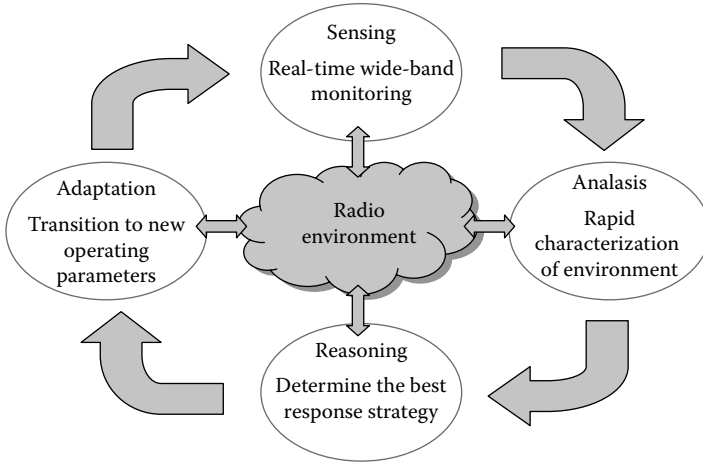 Sensing
Real-time wide-band
monitoring
Adaptation
Transition to new
operating
parameters
Radio
environment
Analasis
Rapid
characterization
of environment
Reasoning
Determine the best
response strategy